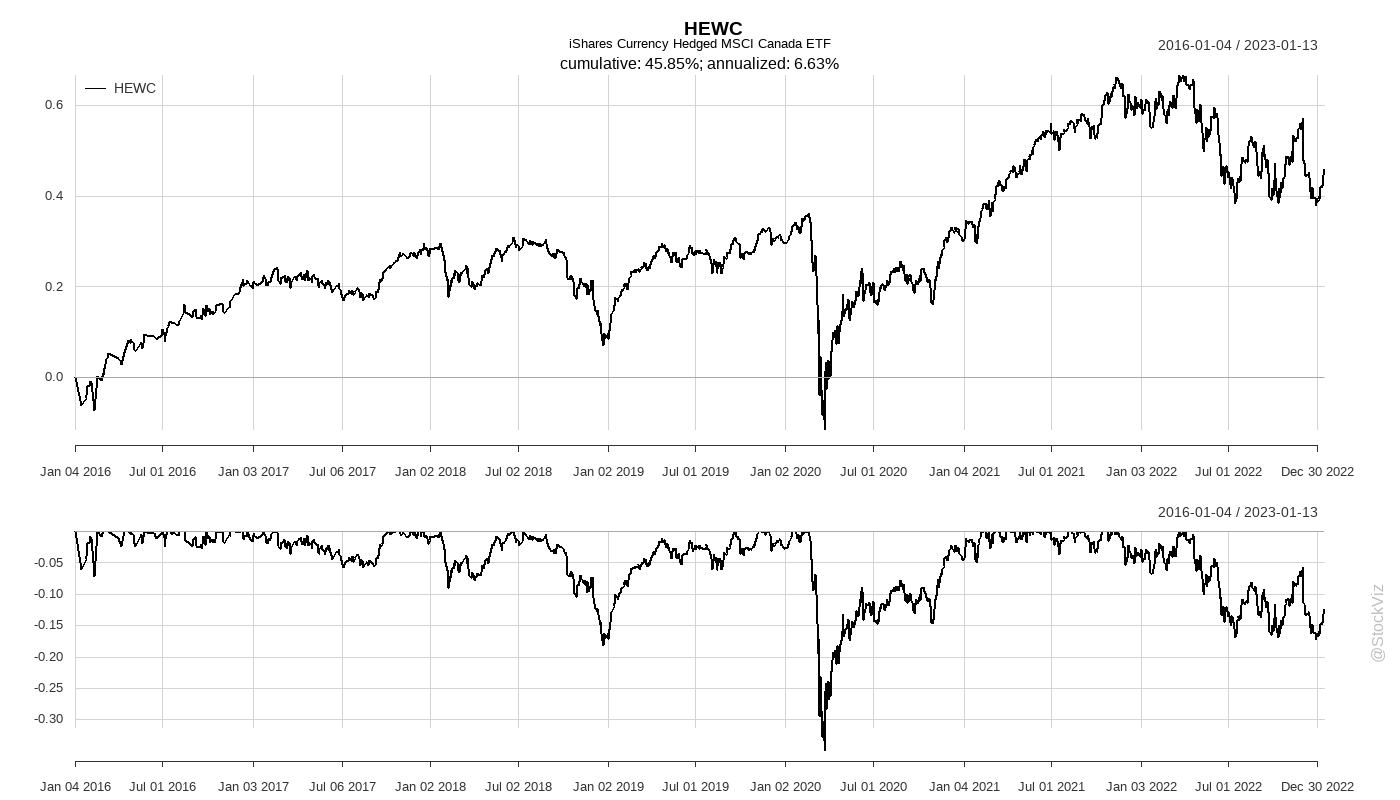 HEWC
iShares Currency Hedged MSCI Canada ETF
cumulative: 45.85%; annualized: 6.63%
2016-01-04 / 2023-01-13
HEWC
0.6
0.4
0.2
0.0
Jan 04 2016 Jul 01 2016 Jan 03 2017 Jul 06 2017 Jan 02 2018 Jul 02 2018 Jan 02 2019 Jul 01 2019 Jan 02 2020 Jul 01 2020 Jan 04 2021 Jul 01 2021 Jan 03 2022 Jul 01 2022 Dec 30 2022
2016-01-04 / 2023-01-13
-0.05
-0.10
-0.15
-0.20
-0.25
-0.30
Jan 04 2016 Jul 01 2016 Jan 03 2017 Jul 06 2017 Jan 02 2018 Jul 02 2018 Jan 02 2019 Jul 01 2019 Jan 02 2020 Jul 01 2020 Jan 04 2021 Jul 01 2021 Jan 03 2022 Jul 01 2022 Dec 30 2022
@StockViz